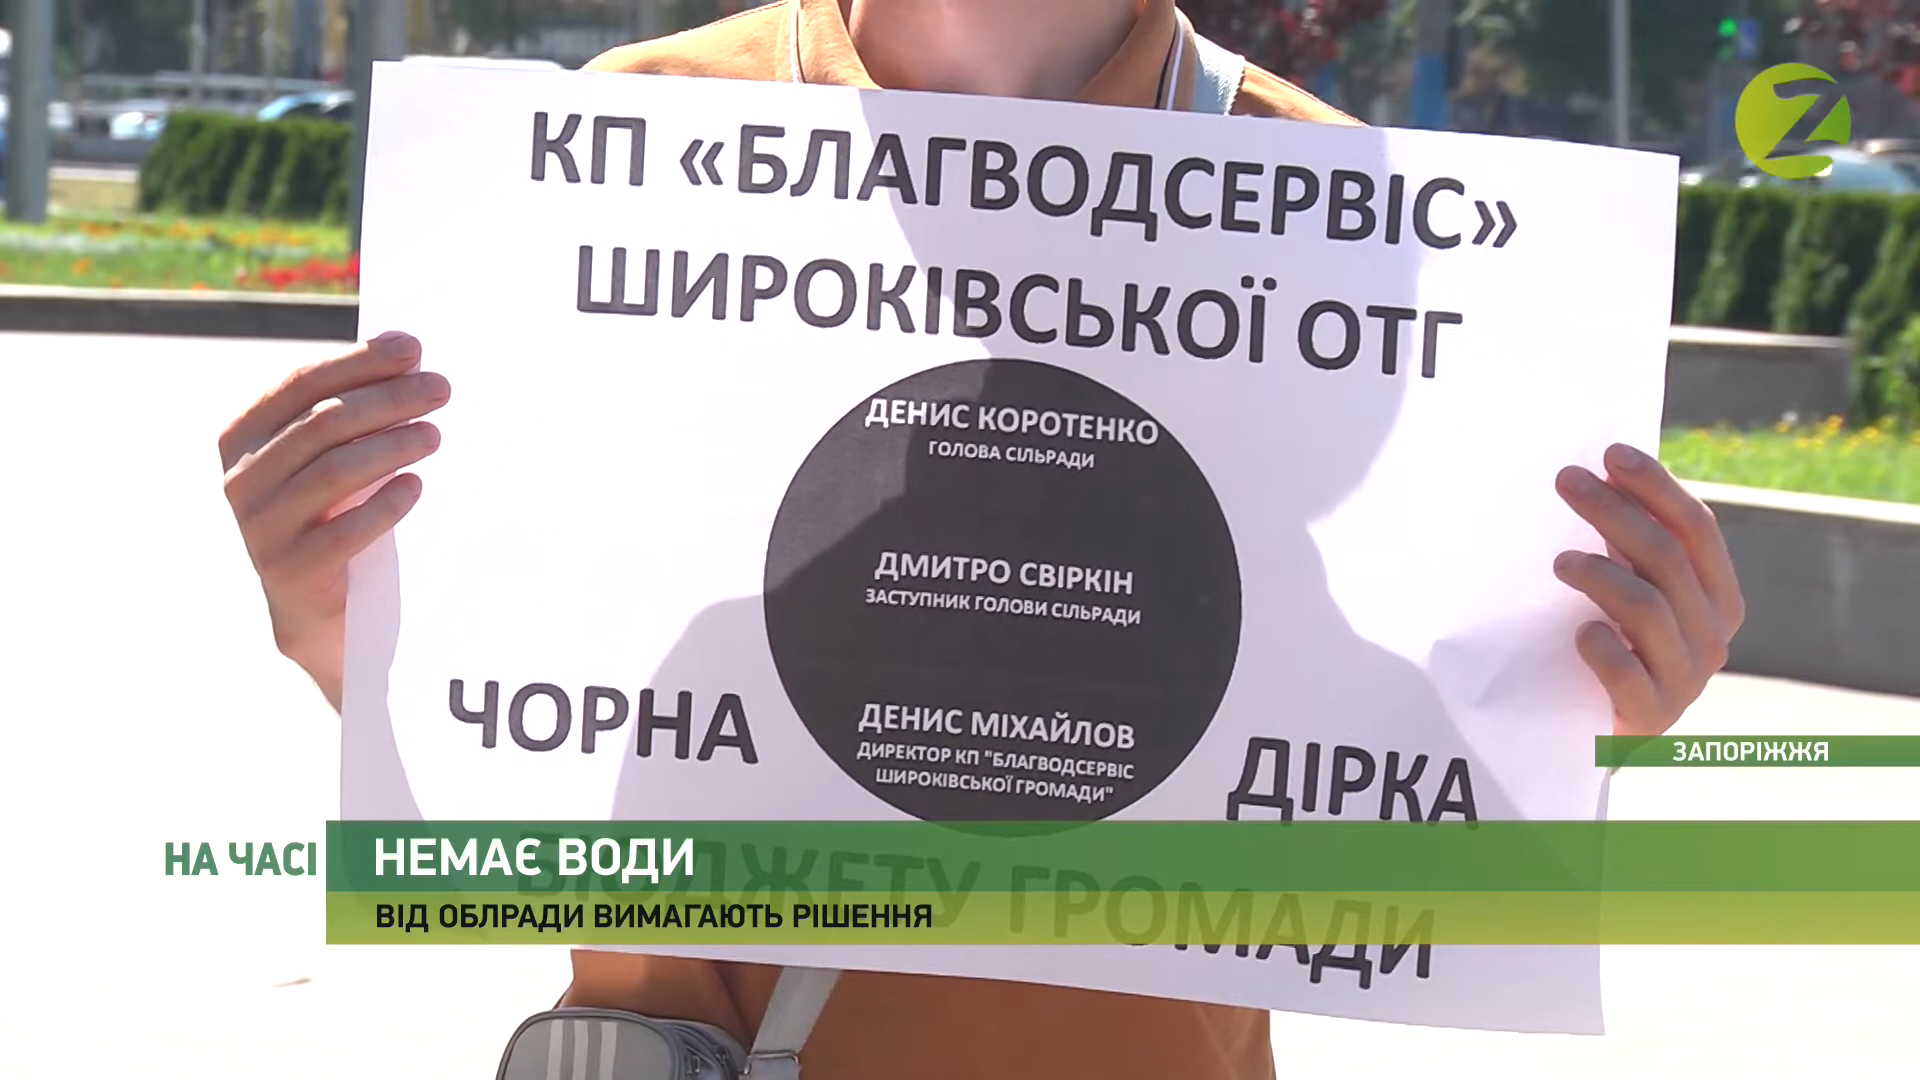 КП «БЛАГВОДСЕРВІС»
ШИРОКІВСЬКОЇ ОТГ
ДЕНИС КОРОТЕНКО
ГОЛОВА СІЛЬРАДИ
ДМИТРО СВІРКІН
ЗАСТУПНИК ГОЛОВИ СІЛЬРАДИ
ДЕНИС МІХАЙЛОВ
ДИРЕКТОР КП "БЛАГВОДСЕРВІС
ШИРОКІВСЬКОЇ ГРОМАДИ"
ЧОРНА ДІРКА
БЮДЖЕТУ ГРОМАДИ
ЗАПОРІЖЖЯ
НА ЧАСІ
НЕМАЄ ВОДИ
ВІД ОБЛРАДИ ВИМАГАЮТЬ РІШЕННЯ
Z